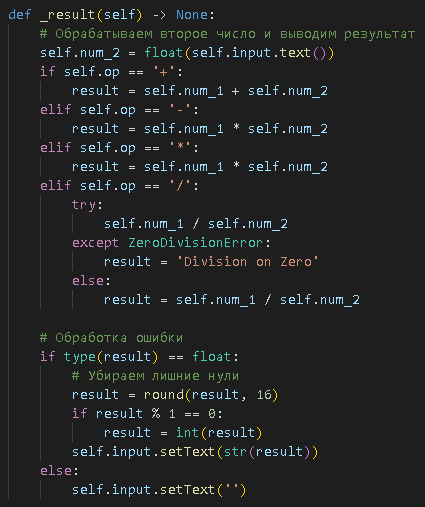 def _result(self) -> None:
    # Обрабатываем второе число и выводим результат
    self.num_2 = float(self.input.text())
    if self.op == '+':
        result = self.num_1 + self.num_2
    elif self.op == '-':
        result = self.num_1 * self.num_2
    elif self.op == '*':
        result = self.num_1 * self.num_2
    elif self.op == '/':
        try:
            self.num_1 / self.num_2
        except ZeroDivisionError:
            result = 'Division on Zero'
        else:
            result = self.num_1 / self.num_2

    # Обработка ошибки
    if type(result) == float:
        # Убираем лишние нули
        result = round(result, 16)
        if result % 1 == 0:
            result = int(result)
        self.input.setText(str(result))
    else:
        self.input.setText('')